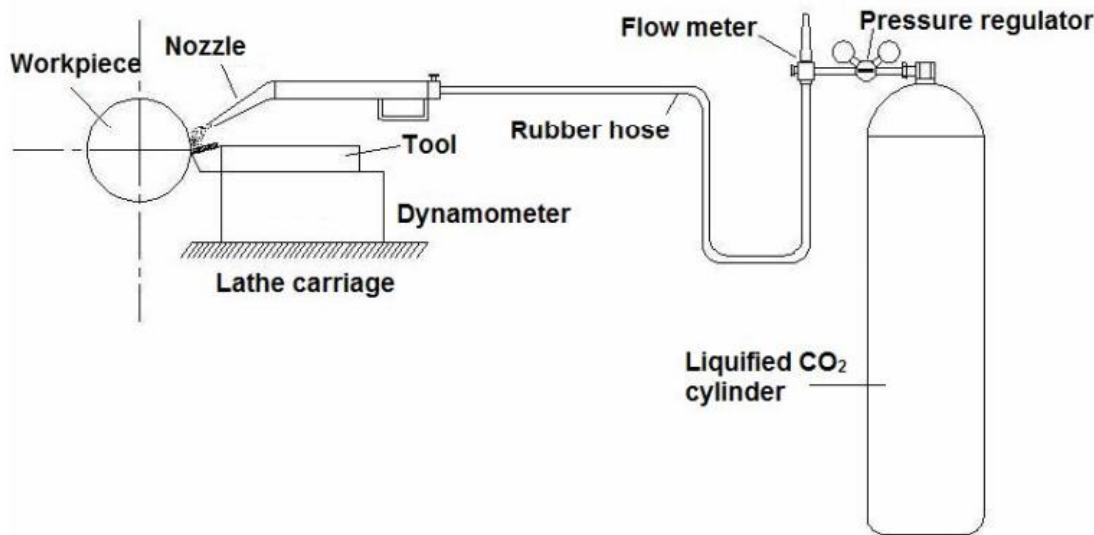 Pressure regulator
Flow meter
Nozzle
Workpiece
Rubber hose
Tool
Dynamometer
Lathe carriage
Liquified CO₂
cylinder